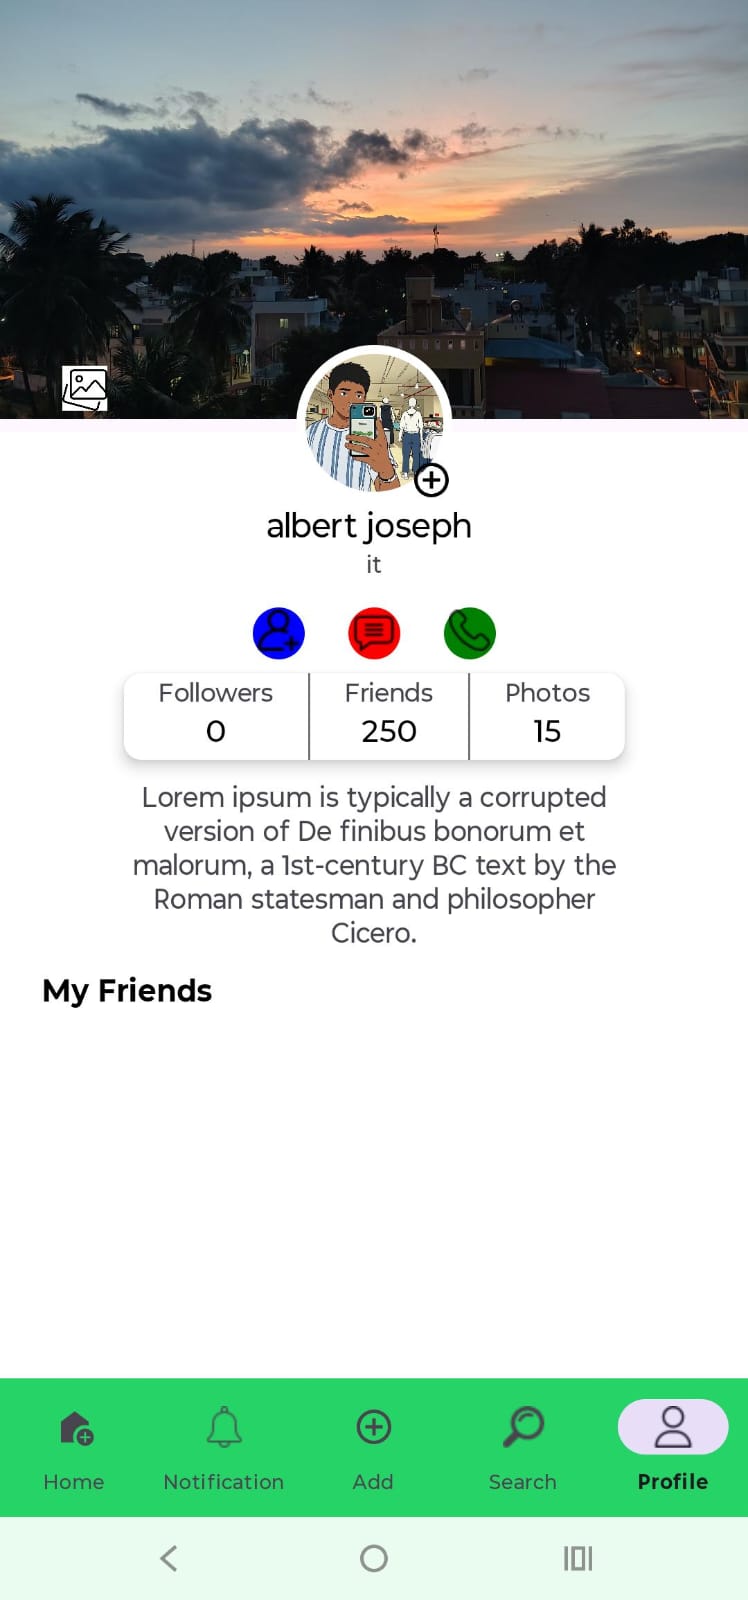 albert joseph
it
Followers Friends Photos
0 250 15
Lorem ipsum is typically a corrupted
version of De finibus bonorum et
malorum, a 1st-century BC text by the
Roman statesman and philosopher
Cicero.
My Friends
Home Notification Add Search Profile